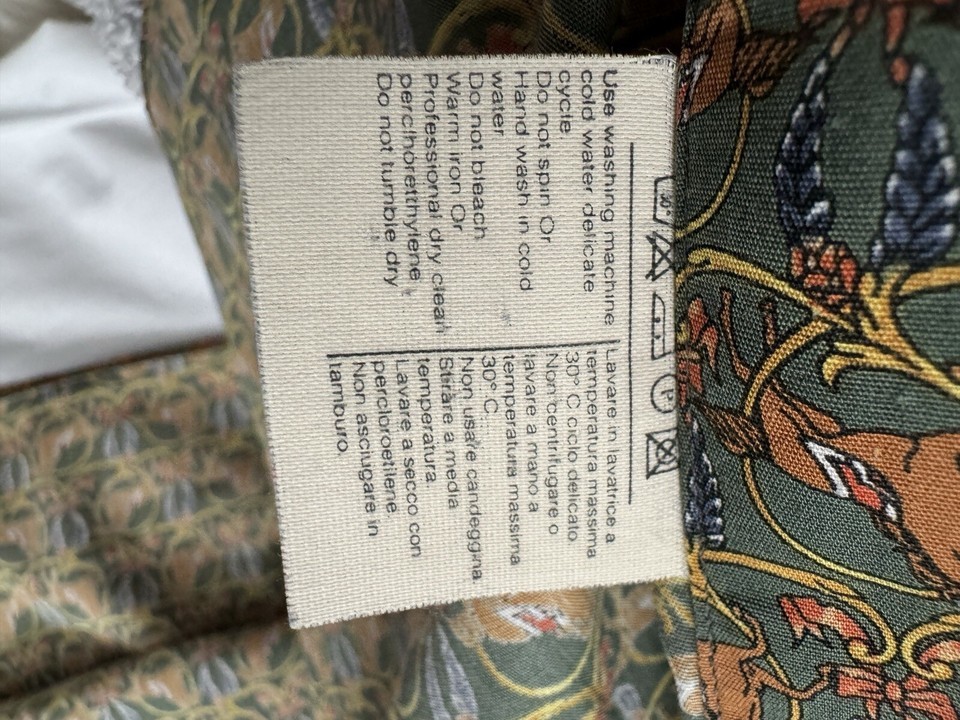 Use washing machine
cold water delicate
cycle
Do not spin Or
Hand wash in cold
water
Do not bleach
Warm iron Or
Professional dry clean
perclhoretthylene
Do not tumble dry
Lavare in lavatrice a
temperatura massima
30° C ciclo delicato
Non centrifugare o
lavare a mano a
temperatura massima
30° C.
Non usare candeggina
Stirare a media
temperatura
Lavare a secco con
percloroetilene
Non asciugare in
tamburo
P